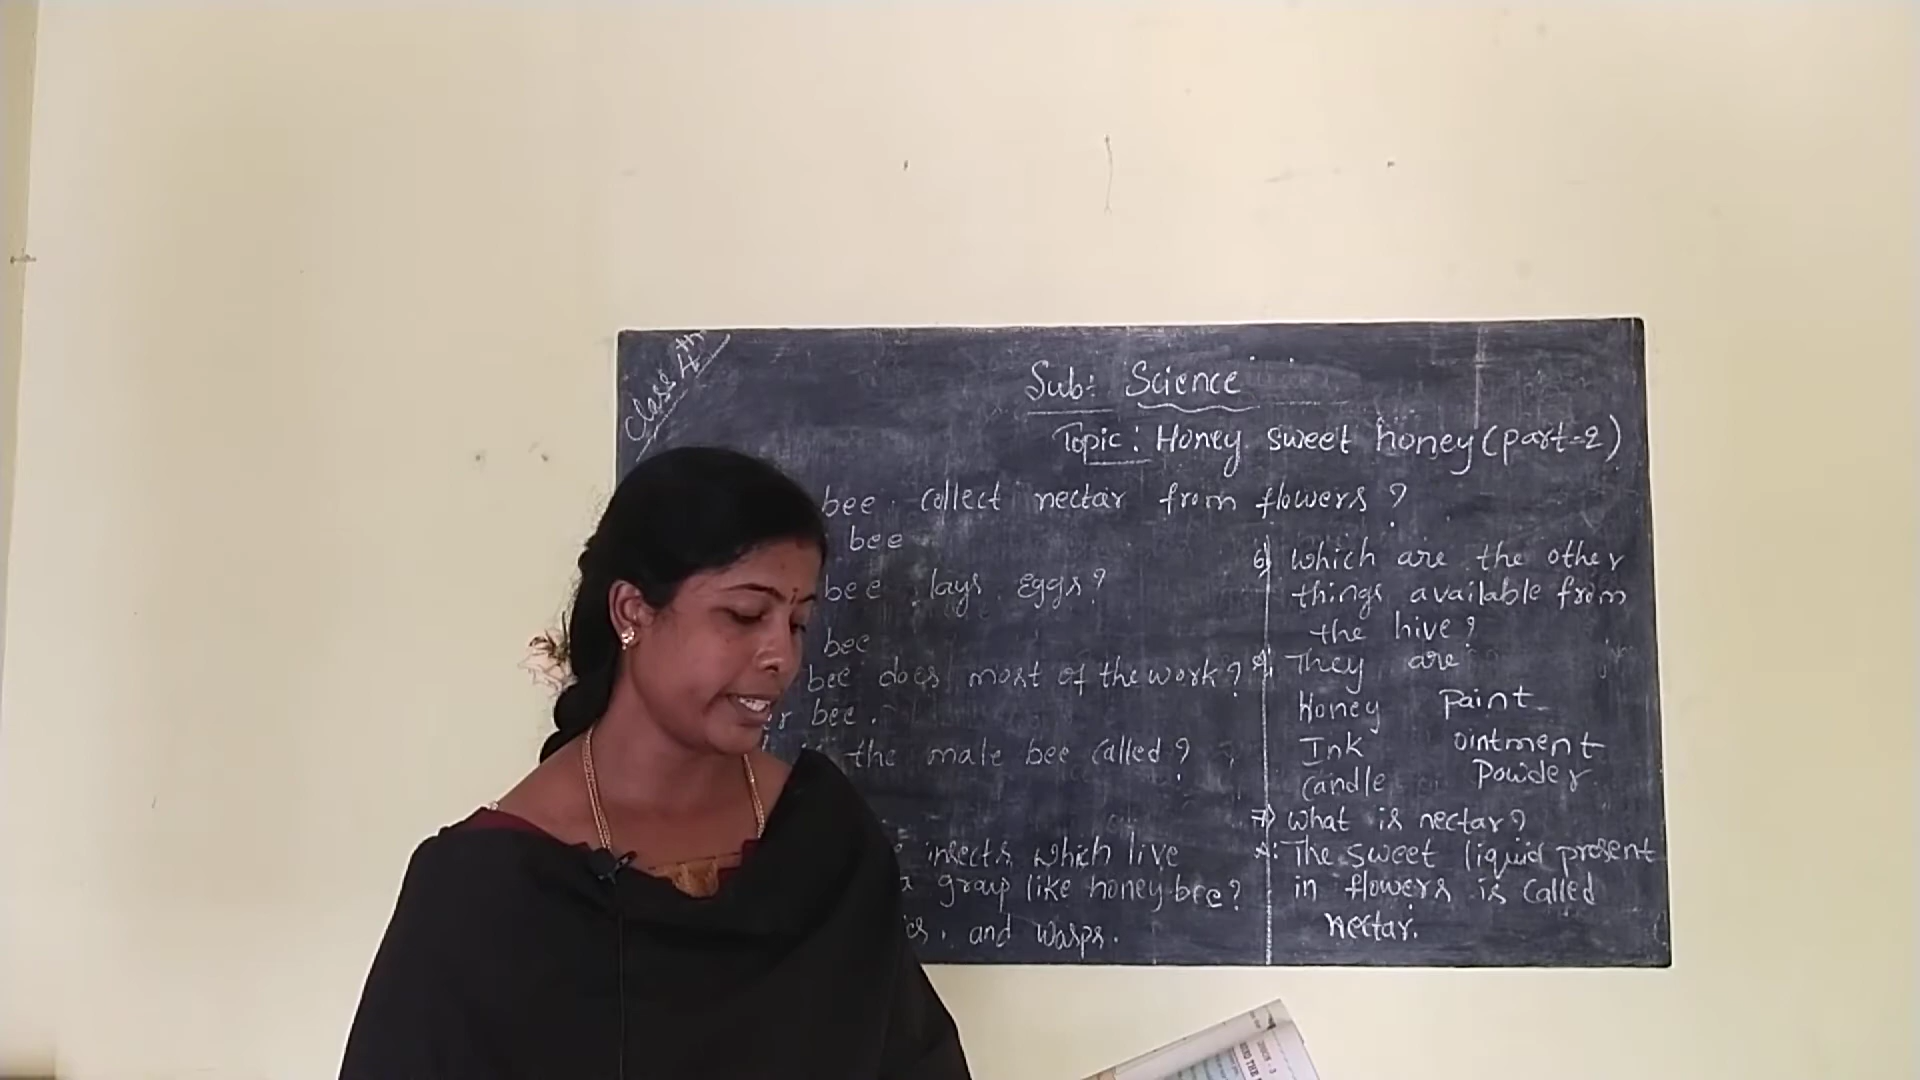 Class 4th
Sub: Science
Topic: Honey sweet honey (part-2)
bee collect nectar from flowers?
bee
bee lays Eggs?
bee
bee does most of the work?
bee.
the male bee called?
insects which live
a group like honey bee?
and wasps.
6) Which are the other
things available from
the hive?
They are
Honey paint
Ink ointment
Candle powder
7) What is nectar?
A: The sweet liquid present
in flowers is called
nectar.